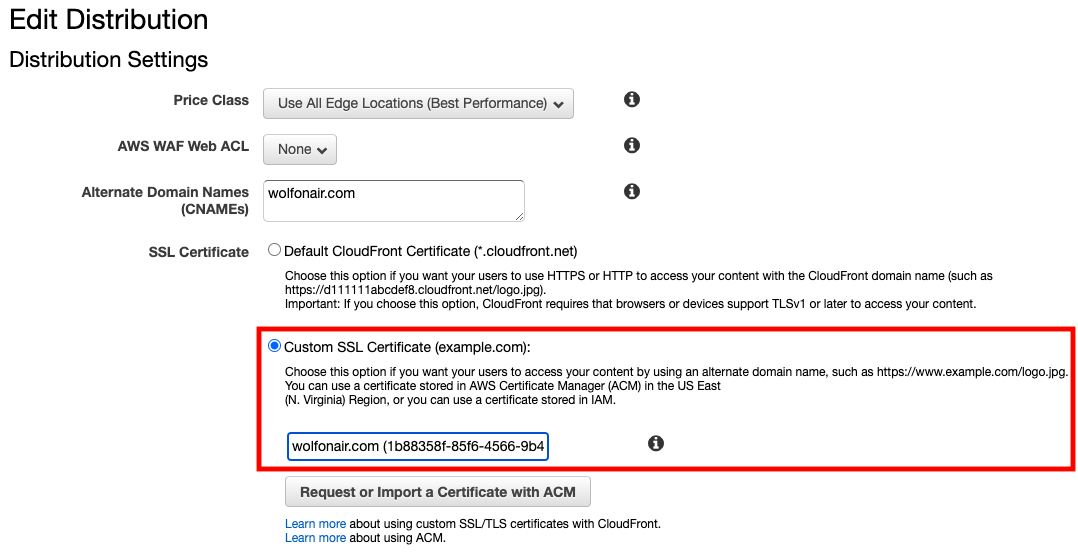 Edit Distribution
Distribution Settings
Price Class
Use All Edge Locations (Best Performance)
AWS WAF Web ACL
None
Alternate Domain Names
(CNAMEs)
wolfonair.com
SSL Certificate
Default CloudFront Certificate (*.cloudfront.net)
Choose this option if you want your users to use HTTPS or HTTP to access your content with the CloudFront domain name (such as
https://d111111abcdef8.cloudfront.net/logo.jpg).
Important: If you choose this option, CloudFront requires that browsers or devices support TLSv1 or later to access your content.
Custom SSL Certificate (example.com):
Choose this option if you want your users to access your content by using an alternate domain name, such as https://www.example.com/logo.jpg.
You can use a certificate stored in AWS Certificate Manager (ACM) in the US East
(N. Virginia) Region, or you can use a certificate stored in IAM.
wolfonair.com (1b88358f-85f6-4566-9b4
Request or Import a Certificate with ACM
Learn more about using custom SSL/TLS certificates with CloudFront.
Learn more about using ACM.